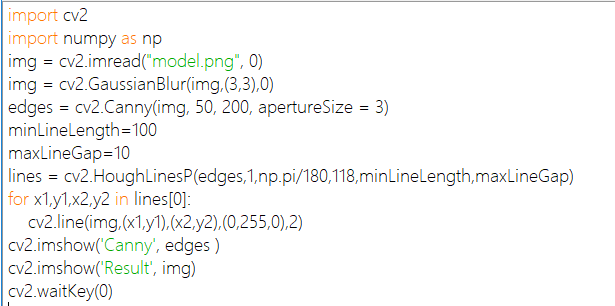 import cv2
import numpy as np
img = cv2.imread("model.png", 0)
img = cv2.GaussianBlur(img,(3,3),0)
edges = cv2.Canny(img, 50, 200, apertureSize = 3)
minLineLength=100
maxLineGap=10
lines = cv2.HoughLinesP(edges,1,np.pi/180,118,minLineLength,maxLineGap)
for x1,y1,x2,y2 in lines[0]:
    cv2.line(img,(x1,y1),(x2,y2),(0,255,0),2)
cv2.imshow('Canny', edges )
cv2.imshow('Result', img)
cv2.waitKey(0)